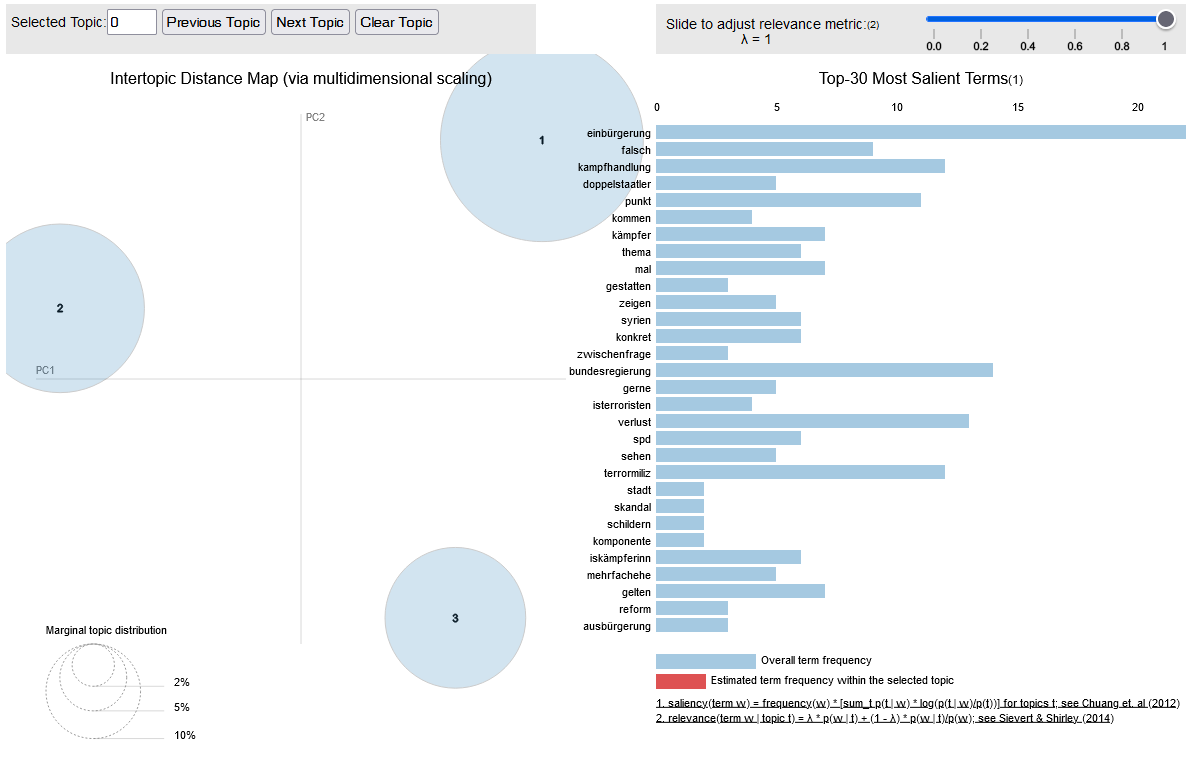 Selected Topic: 0 Previous Topic Next Topic Clear Topic
Slide to adjust relevance metric:(2)
λ = 1
0.0 0.2 0.4 0.6 0.8 1
Intertopic Distance Map (via multidimensional scaling)
PC2
PC1
1
2
3
Marginal topic distribution
2%
5%
10%
Top-30 Most Salient Terms(1)
0 5 10 15 20
einbürgerung
falsch
kampfhandlung
doppelstaatler
punkt
kommen
kämpfer
thema
mal
gestatten
zeigen
syrien
konkret
zwischenfrage
bundesregierung
gerne
isterroristen
verlust
spd
sehen
terrormiliz
stadt
skandal
schildern
komponente
iskämpferinn
mehrfachehe
gelten
reform
ausbürgerung
Overall term frequency
Estimated term frequency within the selected topic
1. saliency(term w) = frequency(w) * [sum_t p(t | w) * log(p(t | w)/p(t))] for topics t; see Chuang et. al (2012)
2. relevance(term w | topic t) = λ * p(w | t) + (1 - λ) * p(w | t)/p(w); see Sievert & Shirley (2014)